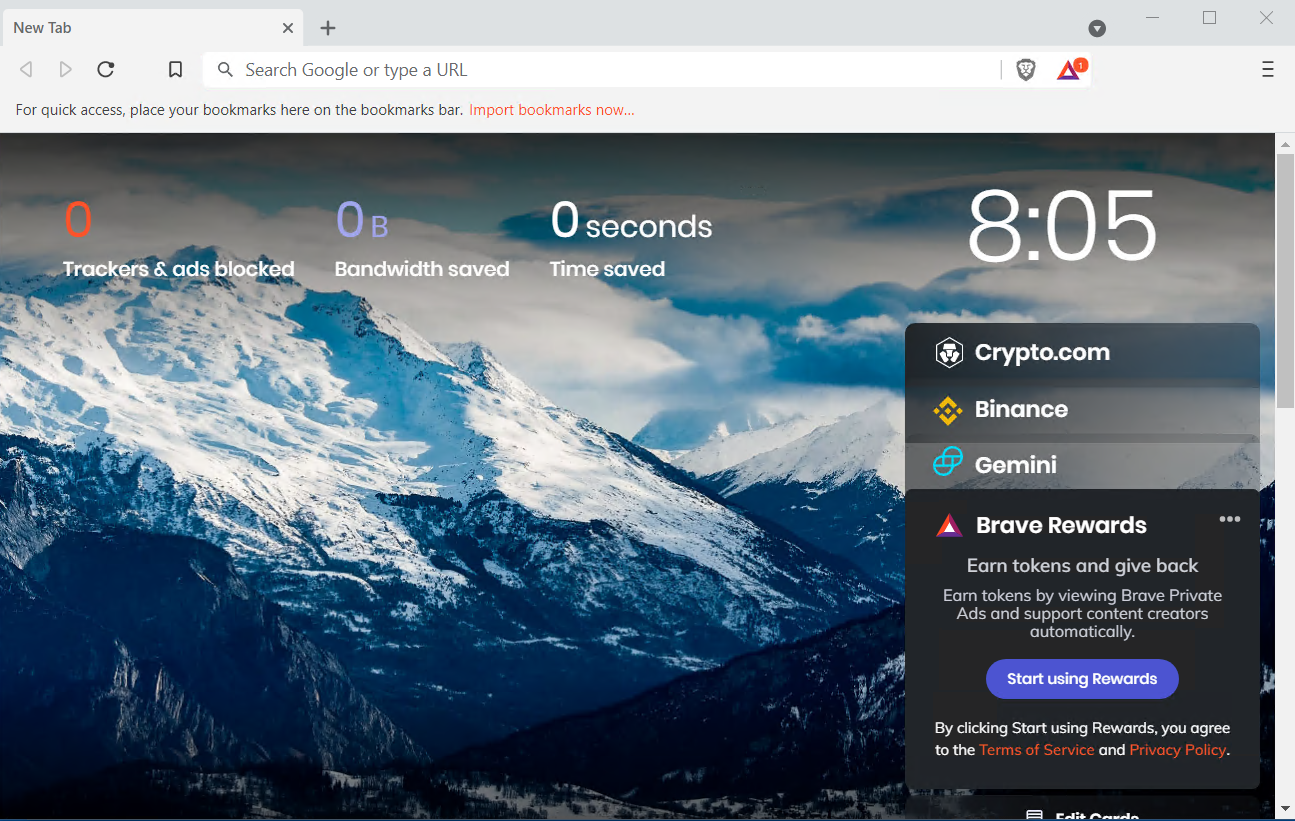 New Tab
Search Google or type a URL
1
For quick access, place your bookmarks here on the bookmarks bar. Import bookmarks now...
0
Trackers & ads blocked
0 B
Bandwidth saved
0 seconds
Time saved
8:05
Crypto.com
Binance
Gemini
Brave Rewards
Earn tokens and give back
Earn tokens by viewing Brave Private
Ads and support content creators
automatically.
Start using Rewards
By clicking Start using Rewards, you agree
to the Terms of Service and Privacy Policy.
Edit Cards